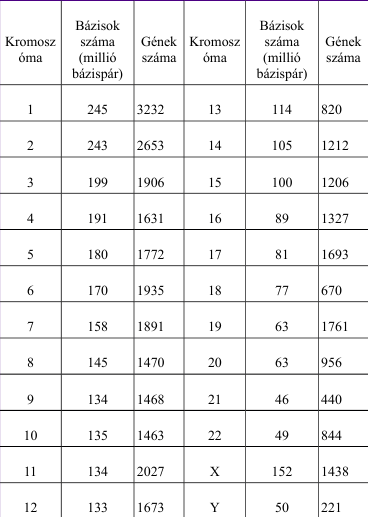 Kromosz
óma
Bázisok
száma
(millió
bázispár)
Gének
száma
Kromosz
óma
Bázisok
száma
(millió
bázispár)
Gének
száma
1 245 3232 13 114 820
2 243 2653 14 105 1212
3 199 1906 15 100 1206
4 191 1631 16 89 1327
5 180 1772 17 81 1693
6 170 1935 18 77 670
7 158 1891 19 63 1761
8 145 1470 20 63 956
9 134 1468 21 46 440
10 135 1463 22 49 844
11 134 2027 X 152 1438
12 133 1673 Y 50 221